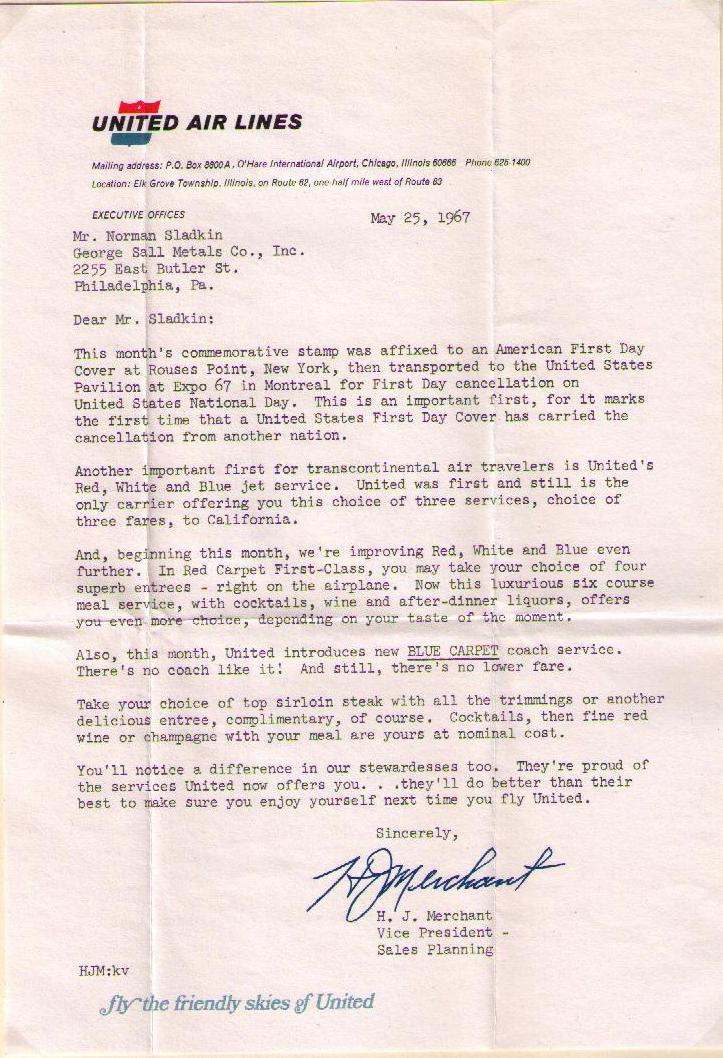 UNITED AIR LINES
Mailing address: P.O. Box 8800A, O'Hare International Airport, Chicago, Illinois 60666 Phone 625-1400
Location: Elk Grove Township, Illinois, on Route 62, one-half mile west of Route 83
EXECUTIVE OFFICES
May 25, 1967
Mr. Norman Sladkin
George Sall Metals Co., Inc.
2255 East Butler St.
Philadelphia, Pa.
Dear Mr. Sladkin:
This month's commemorative stamp was affixed to an American First Day
Cover at Rouses Point, New York, then transported to the United States
Pavilion at Expo 67 in Montreal for First Day cancellation on
United States National Day. This is an important first, for it marks
the first time that a United States First Day Cover has carried the
cancellation from another nation.
Another important first for transcontinental air travelers is United's
Red, White and Blue jet service. United was first and still is the
only carrier offering you this choice of three services, choice of
three fares, to California.
And, beginning this month, we're improving Red, White and Blue even
further. In Red Carpet First-Class, you may take your choice of four
superb entrees - right on the airplane. Now this luxurious six course
meal service, with cocktails, wine and after-dinner liquors, offers
you even more choice, depending on your taste of the moment.
Also, this month, United introduces new BLUE CARPET coach service.
There's no coach like it! And still, there's no lower fare.
Take your choice of top sirloin steak with all the trimmings or another
delicious entree, complimentary, of course. Cocktails, then fine red
wine or champagne with your meal are yours at nominal cost.
You'll notice a difference in our stewardesses too. They're proud of
the services United now offers you. . .they'll do better than their
best to make sure you enjoy yourself next time you fly United.
Sincerely,
HJMerchant
H. J. Merchant
Vice President -
Sales Planning
HJM:kv
fly the friendly skies of United